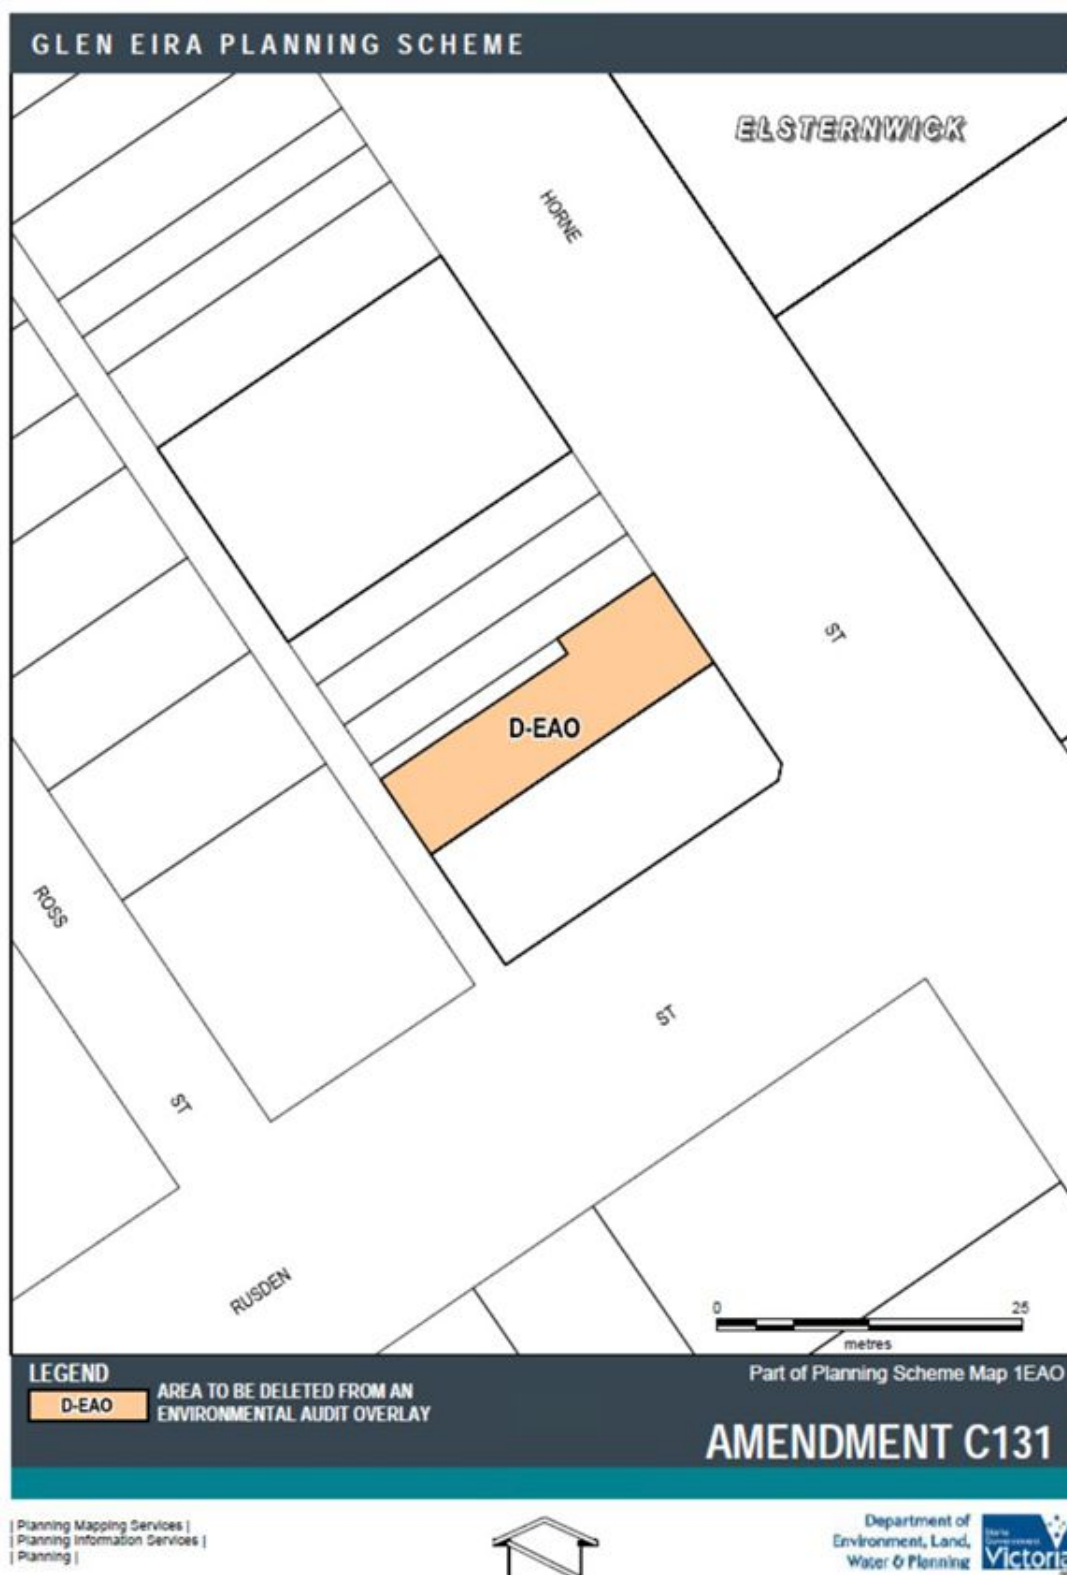 GLEN EIRA PLANNING SCHEME
ELSTERNWICK
HORNE
ST
D-EAO
ROSS
ST
ST
RUSDEN
0 25
metres
LEGEND
D-EAO
AREA TO BE DELETED FROM AN
ENVIRONMENTAL AUDIT OVERLAY
Part of Planning Scheme Map 1EAO
AMENDMENT C131
| Planning Mapping Services |
| Planning Information Services |
| Planning |
Department of
Environment, Land,
Water & Planning
State
Government
Victoria